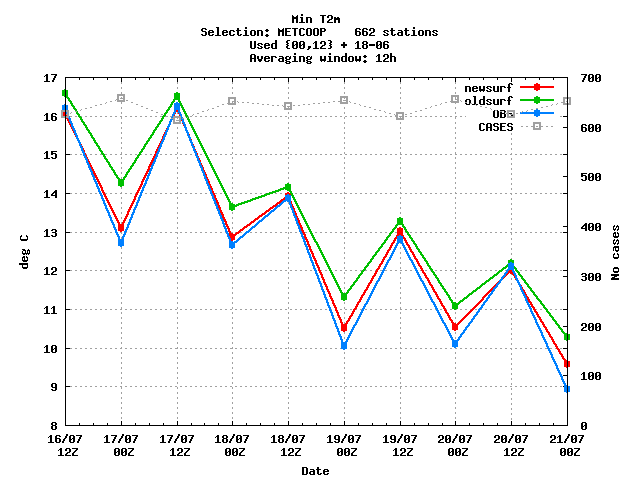 Min T2m
Selection: METCOOP    662 stations
Used {00,12} + 18-06
Averaging window: 12h
17
16
15
14
13
12
11
10
9
8
deg C
700
600
500
400
300
200
100
0
No cases
newsurf
oldsurf
OBS
CASES
16/07 12Z
17/07 00Z
17/07 12Z
18/07 00Z
18/07 12Z
19/07 00Z
19/07 12Z
20/07 00Z
20/07 12Z
21/07 00Z
Date